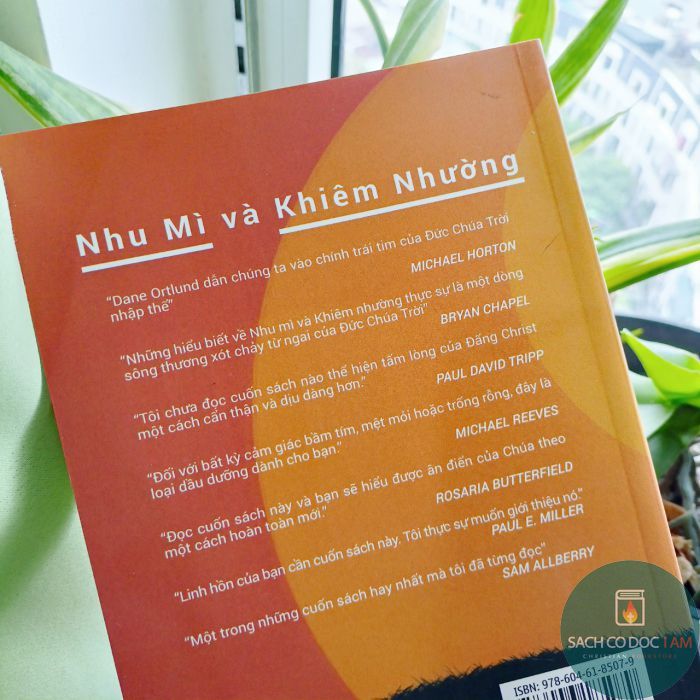 Nhu Mì và Khiêm Nhường
“Dane Ortlund dẫn chúng ta vào chính trái tim của Đức Chúa Trời
nhập thể”
MICHAEL HORTON
“Những hiểu biết về Nhu mì và Khiêm nhường thực sự là một dòng
sông thương xót chảy từ ngai của Đức Chúa Trời”
BRYAN CHAPEL
“Tôi chưa đọc cuốn sách nào thể hiện tấm lòng của Đấng Christ
một cách cẩn thận và dịu dàng hơn.”
PAUL DAVID TRIPP
“Đối với bất kỳ cảm giác bầm tím, mệt mỏi hoặc trống rỗng, đây là
loại dầu dưỡng dành cho bạn.”
MICHAEL REEVES
“Đọc cuốn sách này và bạn sẽ hiểu được ân điển của Chúa theo
một cách hoàn toàn mới.”
ROSARIA BUTTERFIELD
“Linh hồn của bạn cần cuốn sách này. Tôi thực sự muốn giới thiệu nó.”
PAUL E. MILLER
“Một trong những cuốn sách hay nhất mà tôi đã từng đọc”
SAM ALLBERRY
ISBN: 978-604-61-8507-9
SACH CO DOC 1 AM
CHRISTIAN BOOKSTORE